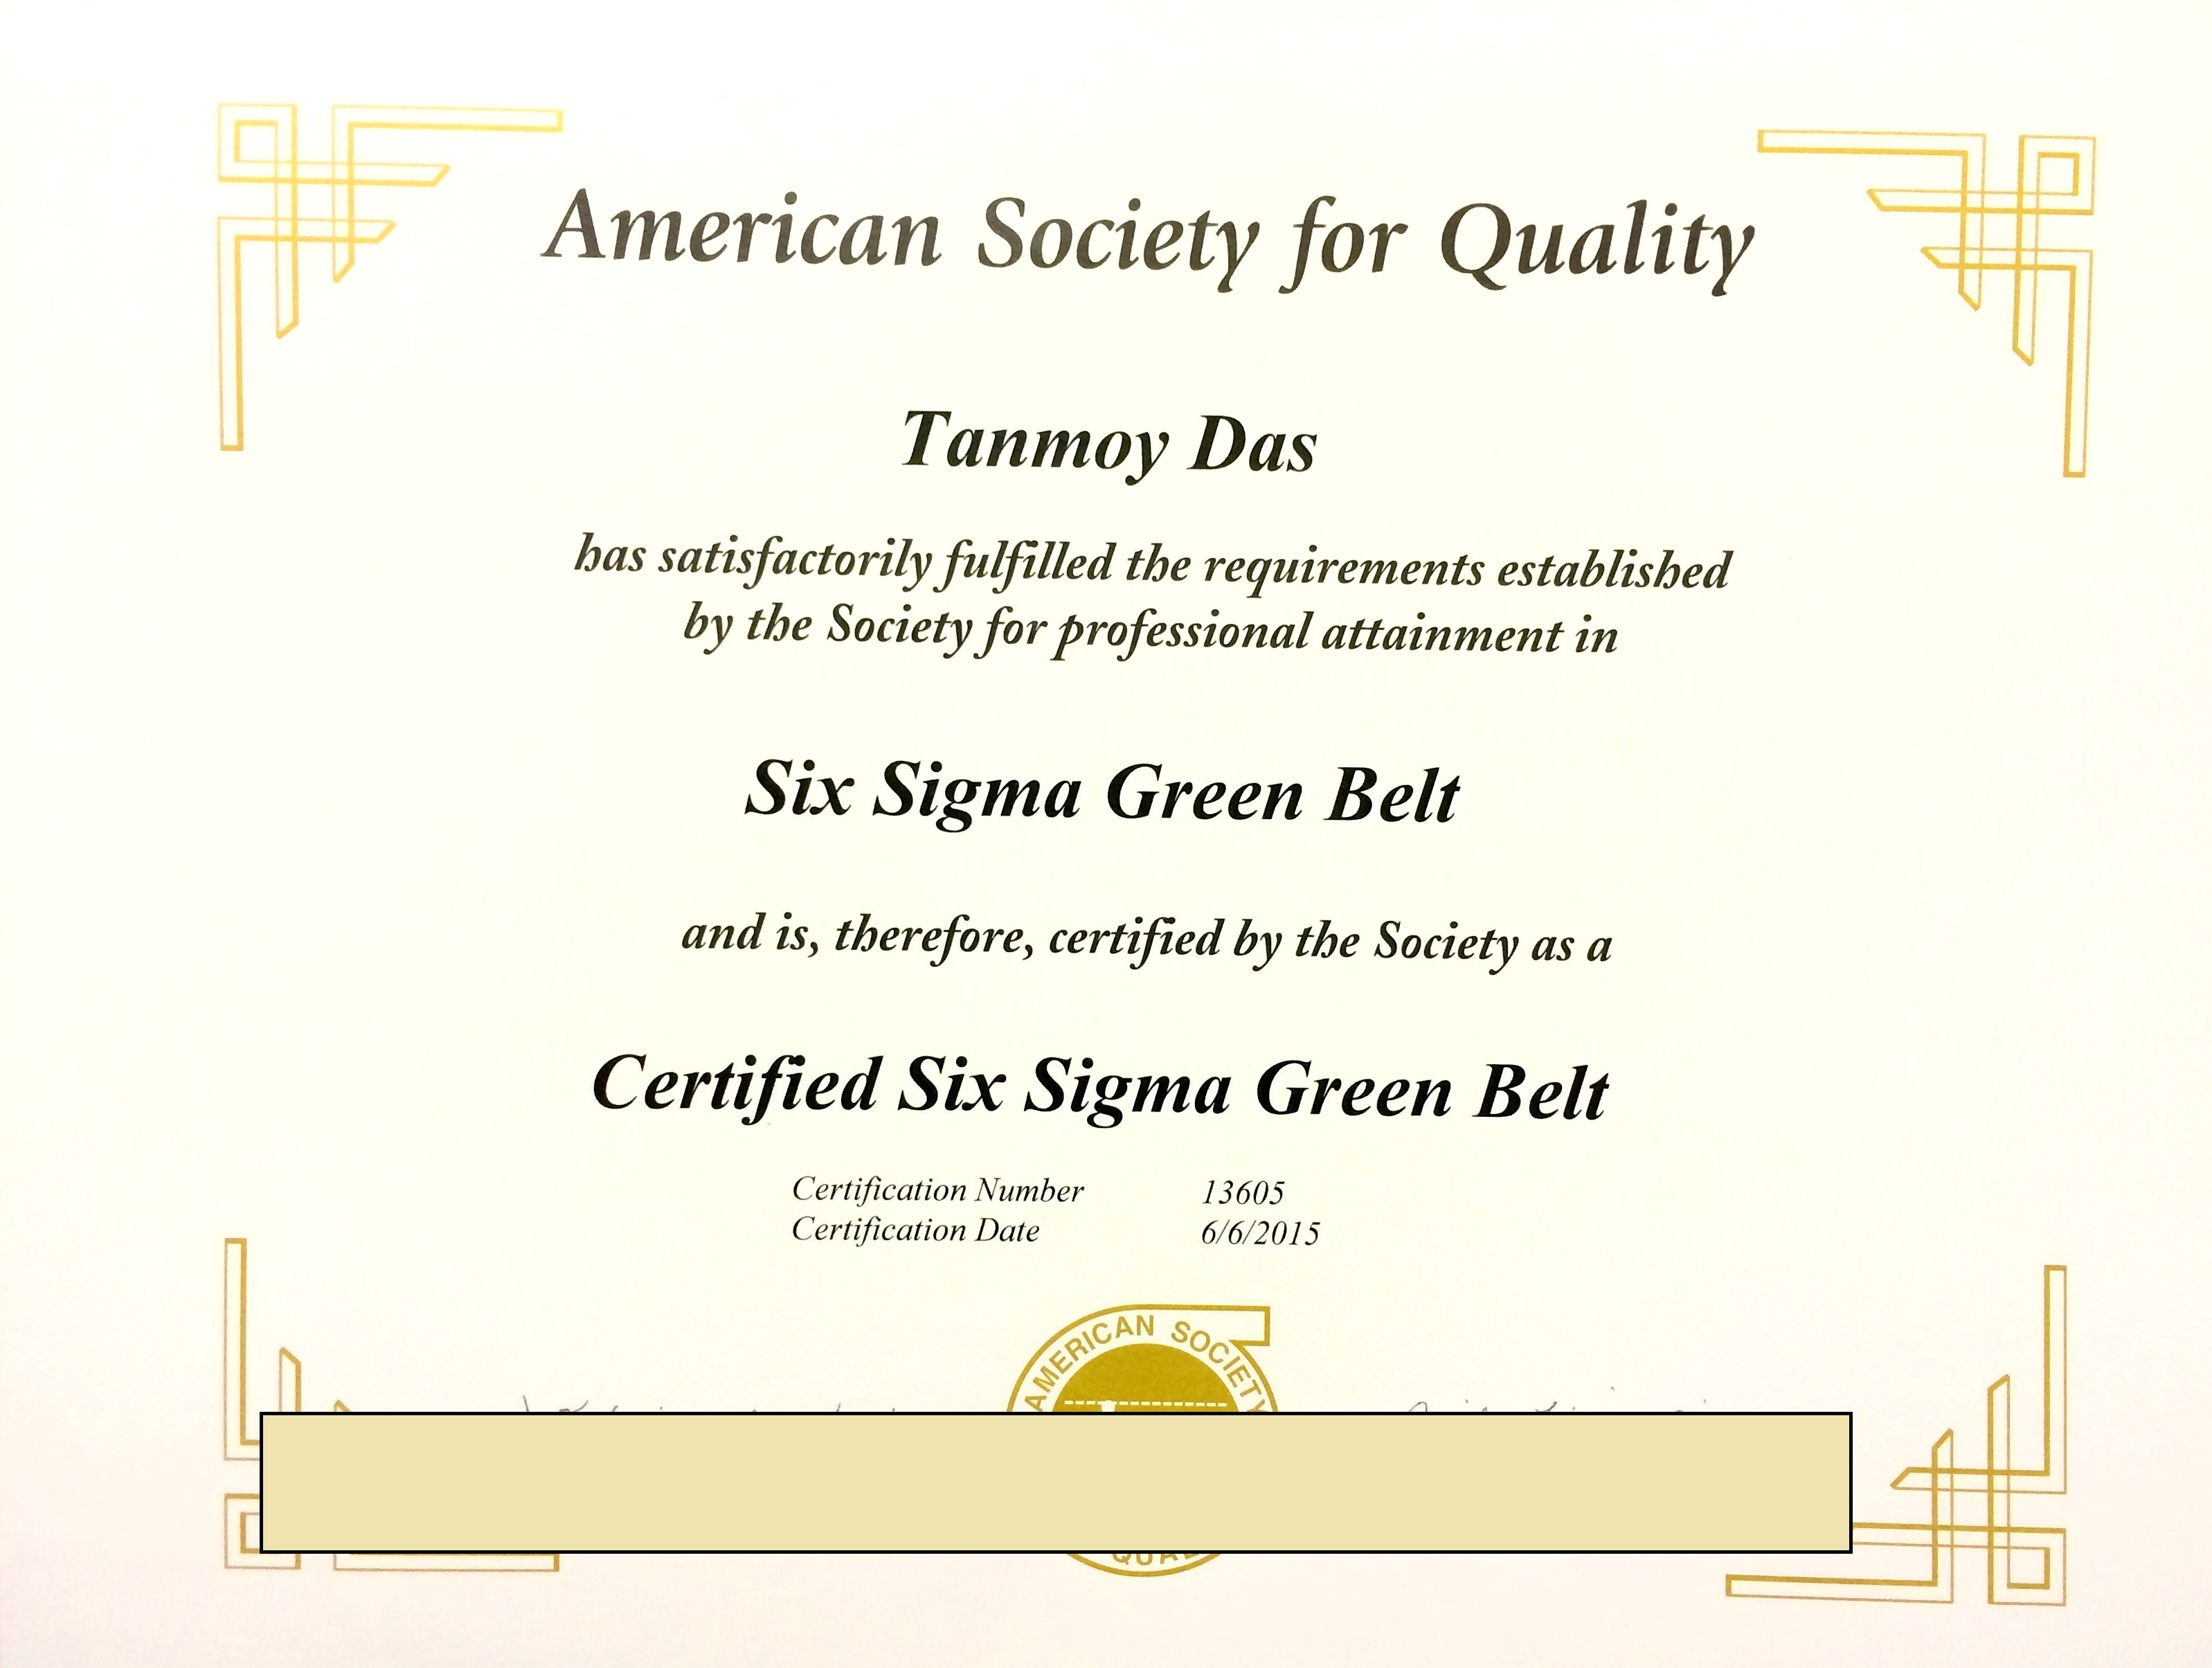 American Society for Quality
Tanmoy Das
has satisfactorily fulfilled the requirements established
by the Society for professional attainment in
Six Sigma Green Belt
and is, therefore, certified by the Society as a
Certified Six Sigma Green Belt
Certification Number 13605
Certification Date 6/6/2015
AMERICAN SOCIETY